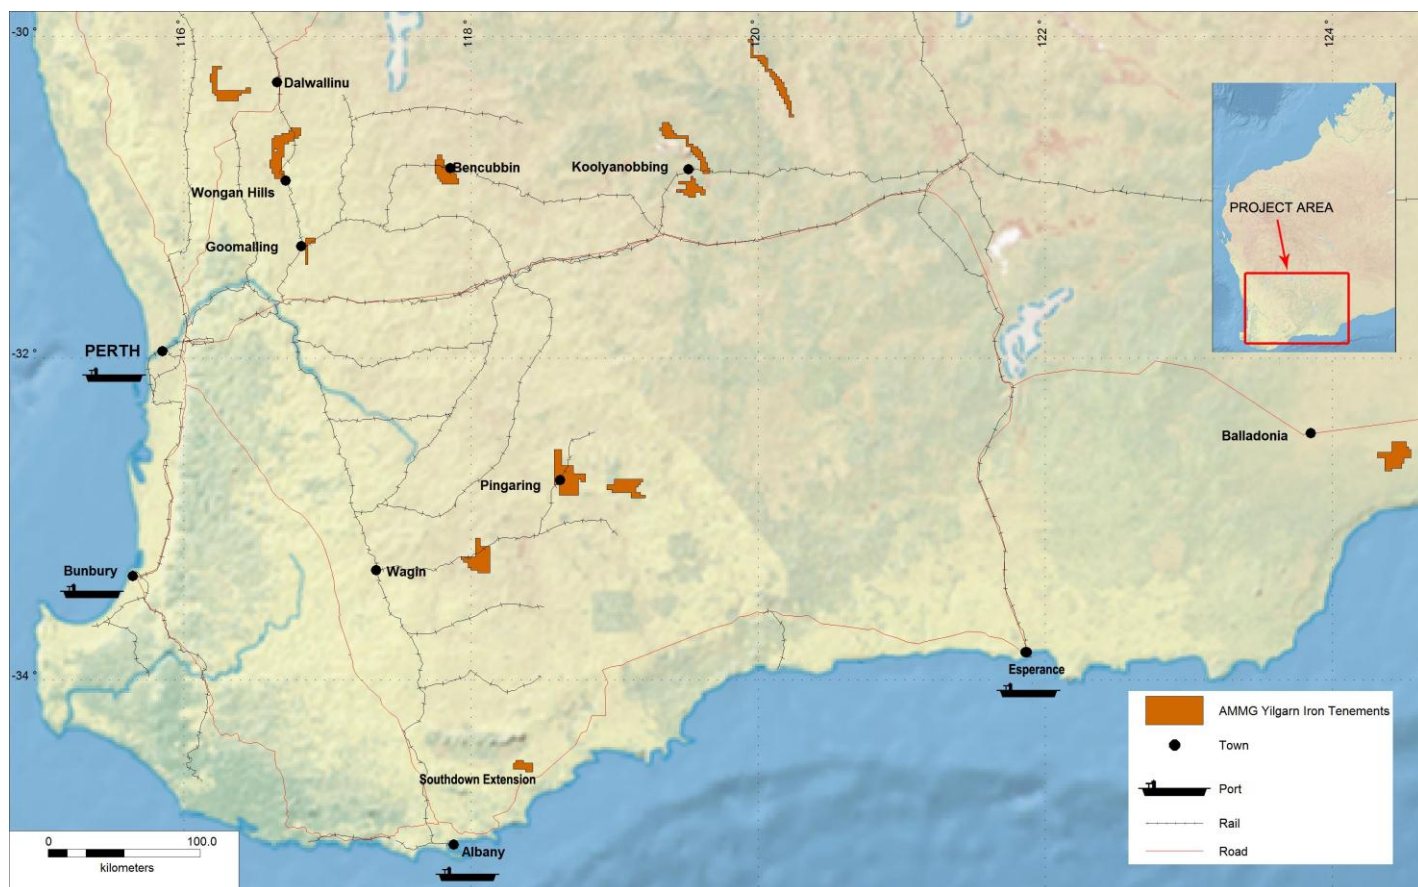 -30 °
116 °
118 °
120 °
122 °
124 °
Dalwallinu
Bencubbin
Koolyanobbing
Wongan Hills
PROJECT AREA
Goomalling
-32 °
PERTH
Balladonia
Pingaring
Bunbury
Wagin
Esperance
-34 °
AMMG Yilgarn Iron Tenements
Town
Southdown Extension
Port
Rail
0 100.0
kilometers
Road
Albany